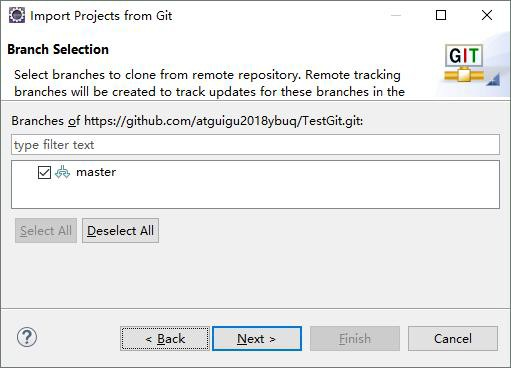 Import Projects from Git
Branch Selection
GIT
Select branches to clone from remote repository. Remote tracking
branches will be created to track updates for these branches in the
Branches of https://github.com/atguigu2018ybuq/TestGit.git:
type filter text
master
Select All Deselect All
? < Back Next > Finish Cancel